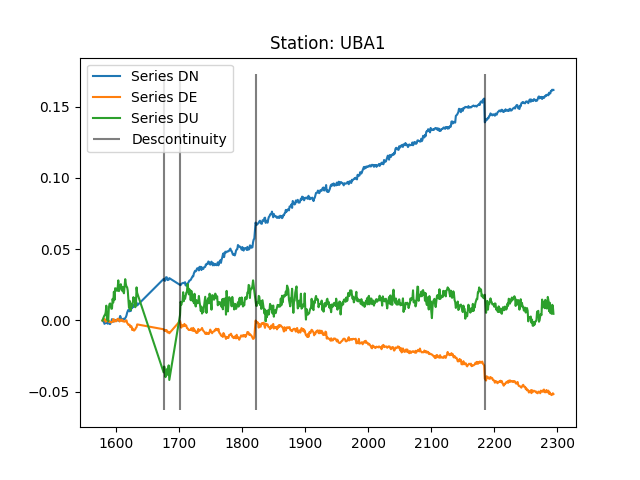 Station: UBA1
Series DN
Series DE
Series DU
Descontinuity
0.15
0.10
0.05
0.00
−0.05
1600 1700 1800 1900 2000 2100 2200 2300